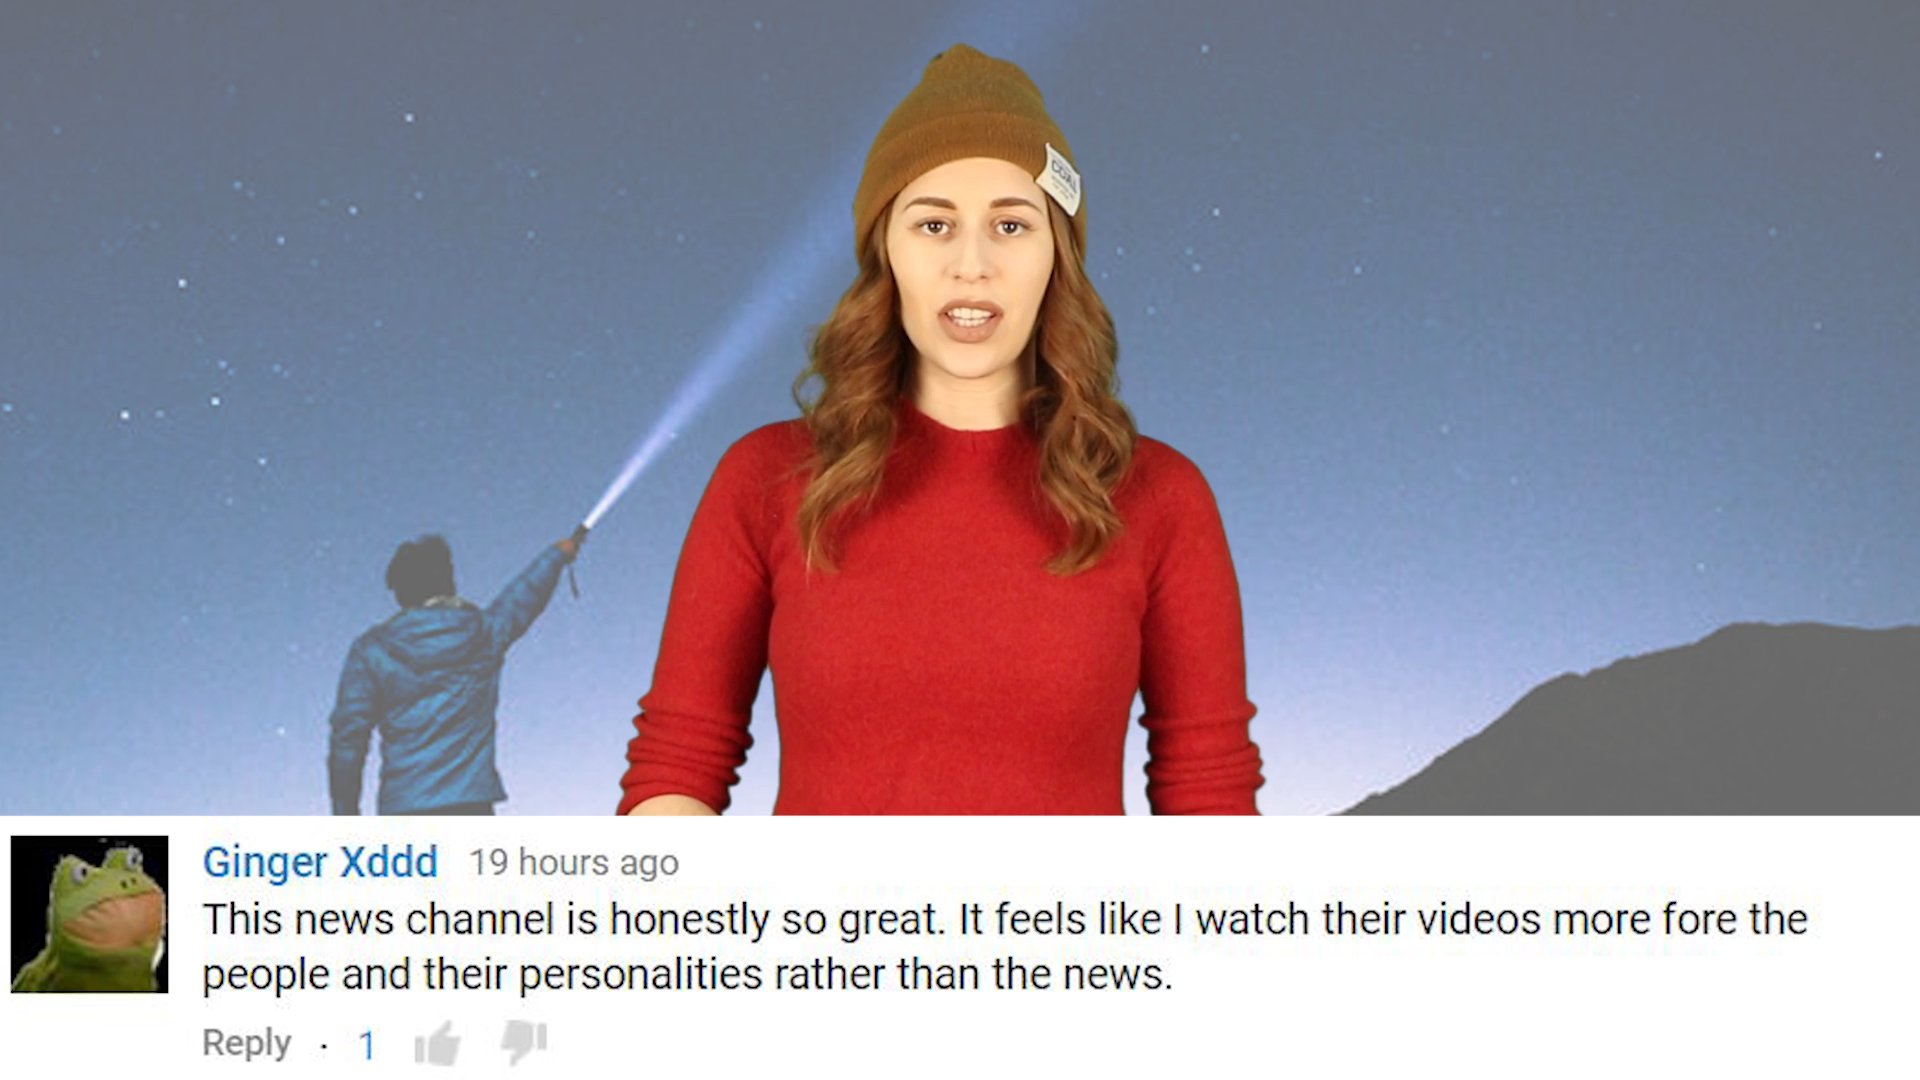 COAL
Ginger Xddd 19 hours ago
This news channel is honestly so great. It feels like I watch their videos more fore the
people and their personalities rather than the news.
Reply · 1